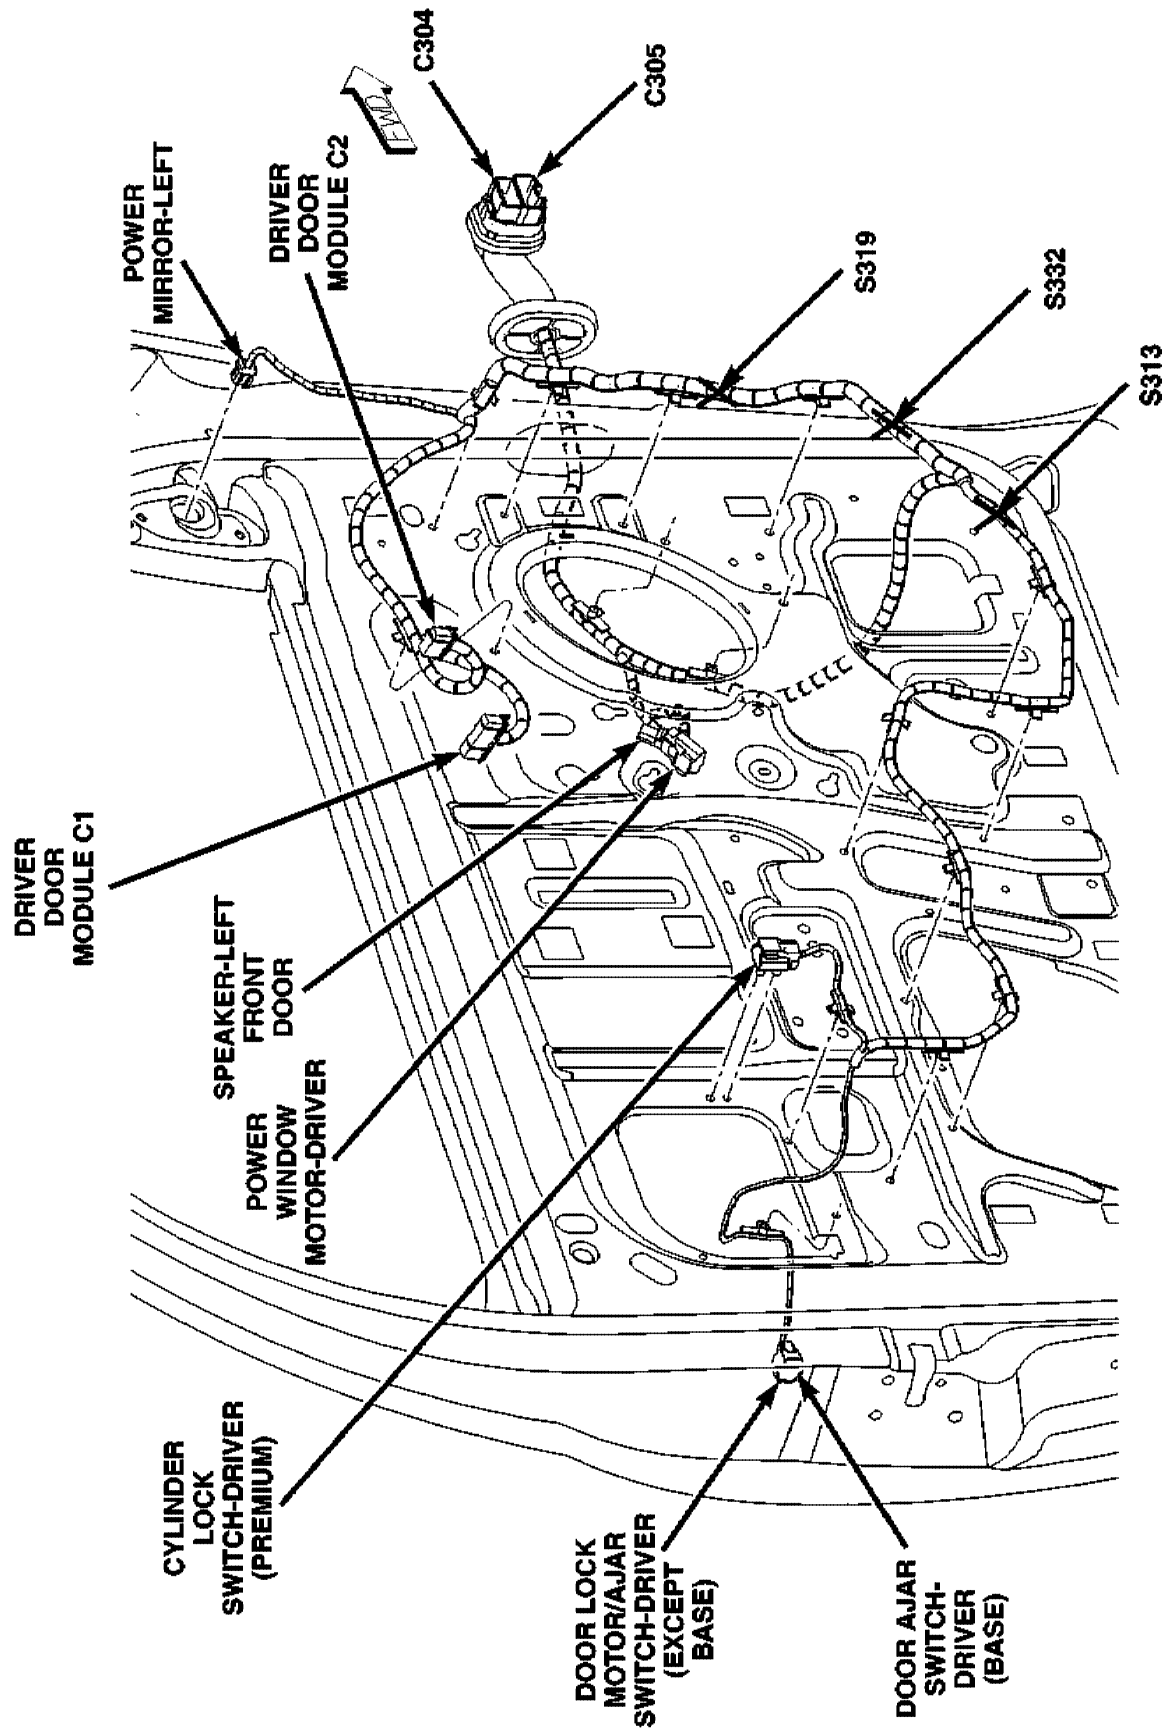 DRIVER
DOOR
MODULE C1
SPEAKER-LEFT
FRONT
DOOR
POWER
WINDOW
MOTOR-DRIVER
CYLINDER
LOCK
SWITCH-DRIVER
(PREMIUM)
POWER
MIRROR-LEFT
DRIVER
DOOR
MODULE C2
FWD
C304
C305
S319
S332
S313
DOOR LOCK
MOTOR/AJAR
SWITCH-DRIVER
(EXCEPT
BASE)
DOOR AJAR
SWITCH-
DRIVER
(BASE)